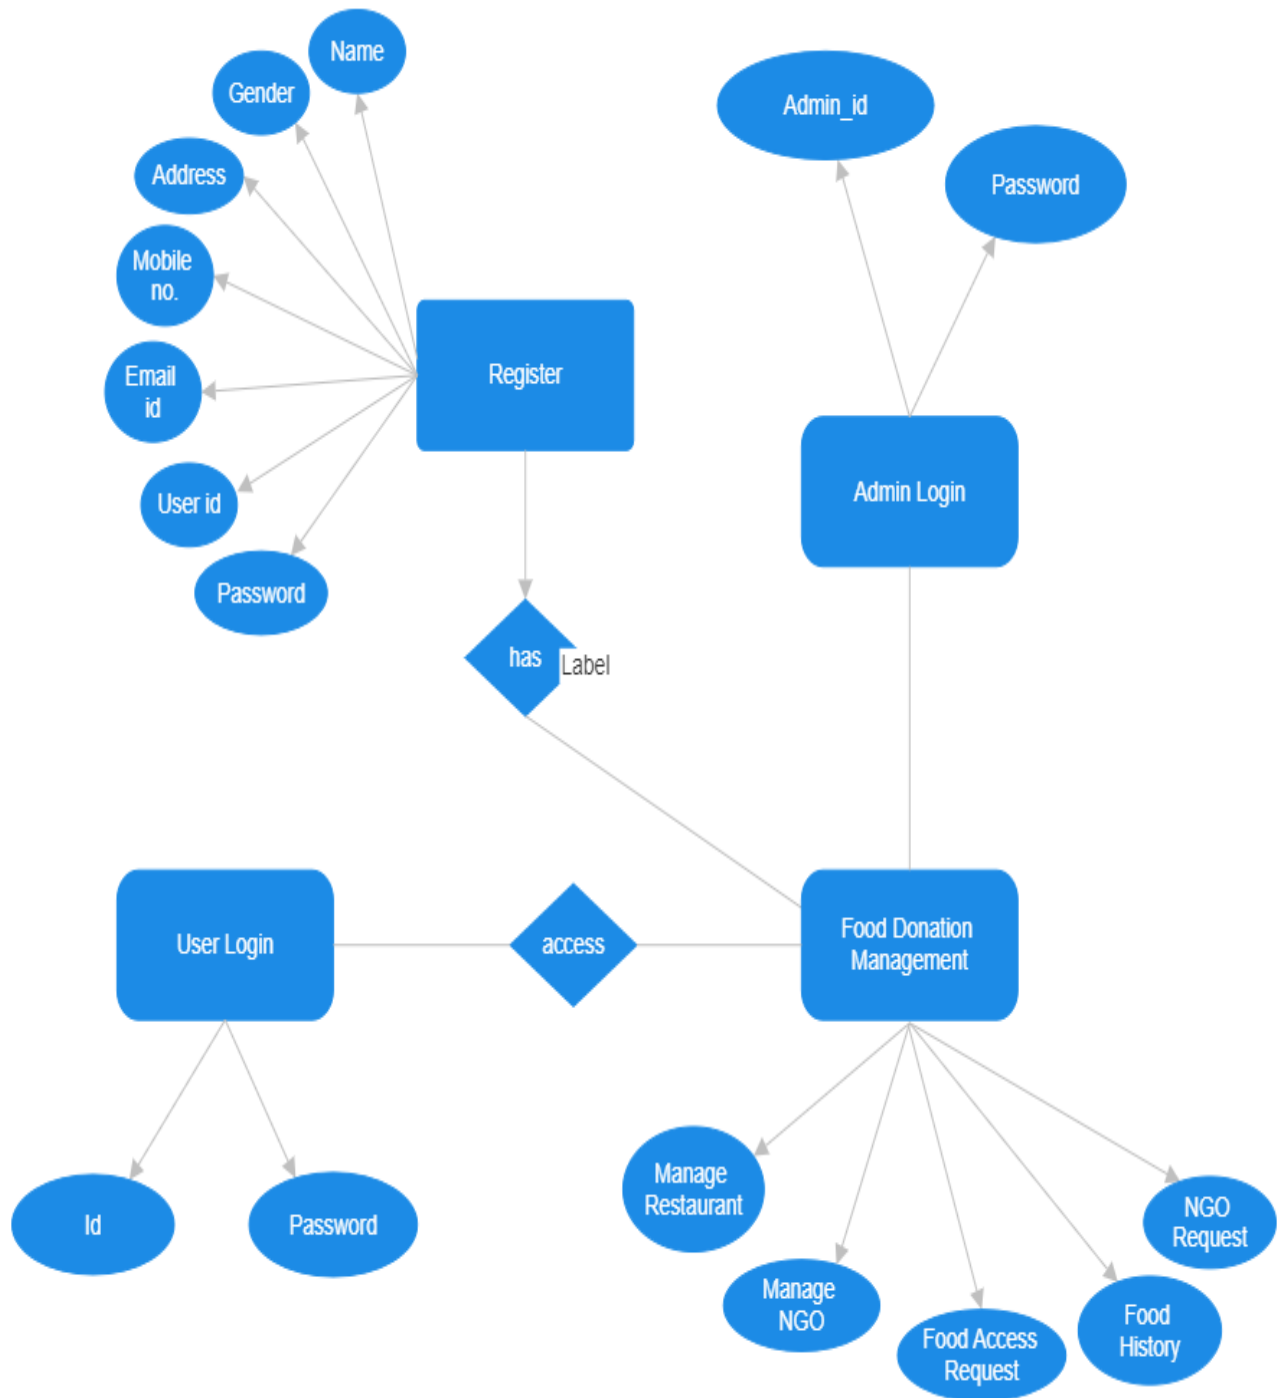 Name
Gender
Address
Mobile
no.
Email
id
User id
Password
Register
Admin_id
Password
Admin Login
has
Label
User Login
access
Food Donation
Management
Id
Password
Manage
Restaurant
Manage
NGO
Food Access
Request
Food
History
NGO
Request